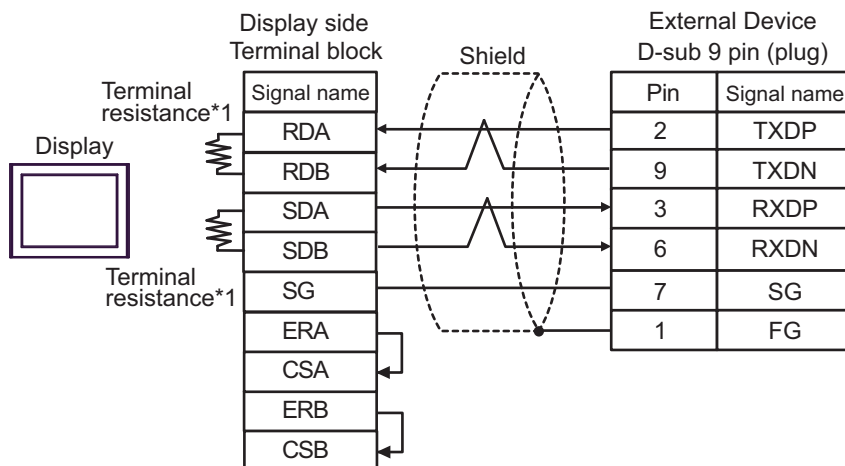 Display side
Terminal block
Shield
External Device
D-sub 9 pin (plug)
Terminal
resistance*1
Display
Terminal
resistance*1
Signal name
RDA
RDB
SDA
SDB
SG
ERA
CSA
ERB
CSB
Pin Signal name
2 TXDP
9 TXDN
3 RXDP
6 RXDN
7 SG
1 FG